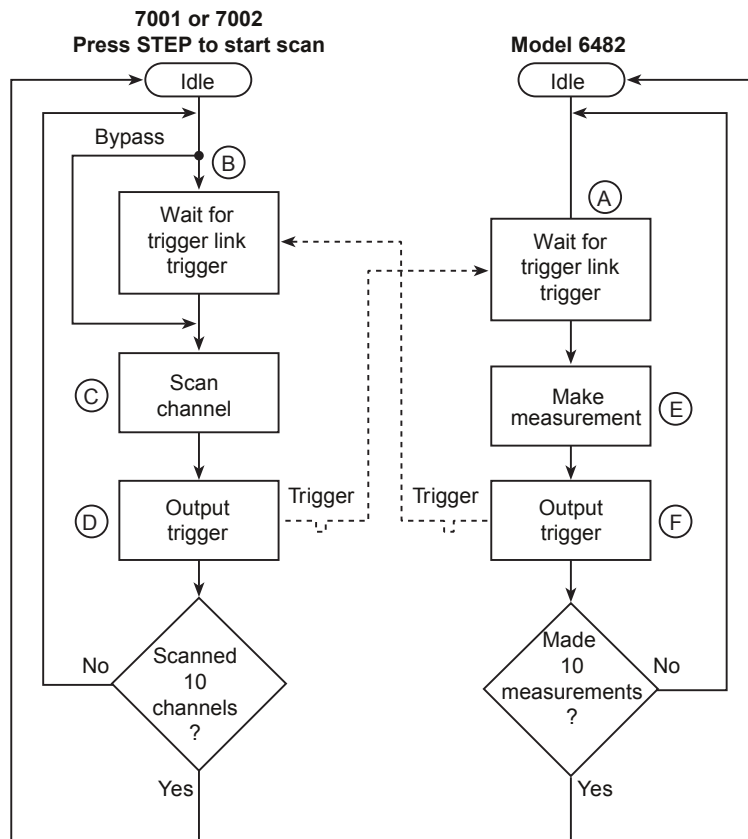 7001 or 7002
Press STEP to start scan
Idle
Bypass
B
Wait for
trigger link
trigger
C
Scan
channel
D
Output
trigger
Trigger
Scanned
10
channels
?
No
Yes
Model 6482
Idle
A
Wait for
trigger link
trigger
Make
measurement
E
Trigger
Output
trigger
F
Made
10
measurements
?
No
Yes